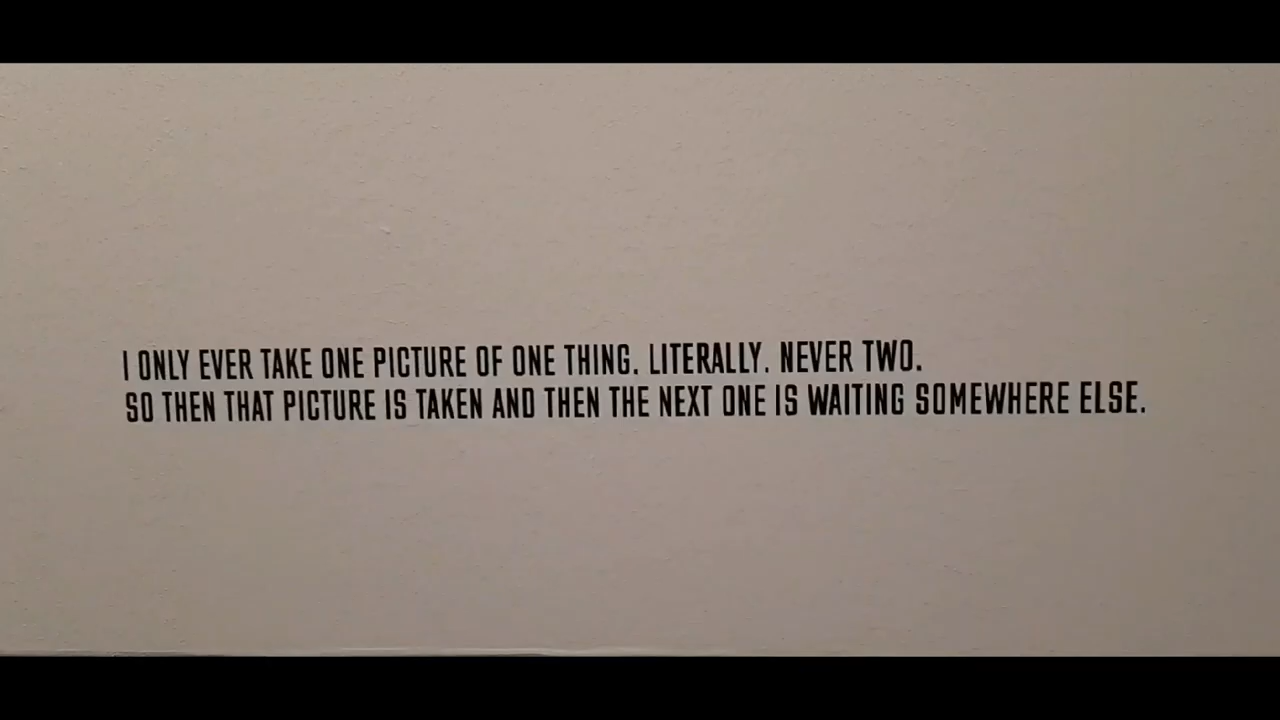 I ONLY EVER TAKE ONE PICTURE OF ONE THING. LITERALLY. NEVER TWO.
SO THEN THAT PICTURE IS TAKEN AND THEN THE NEXT ONE IS WAITING SOMEWHERE ELSE.